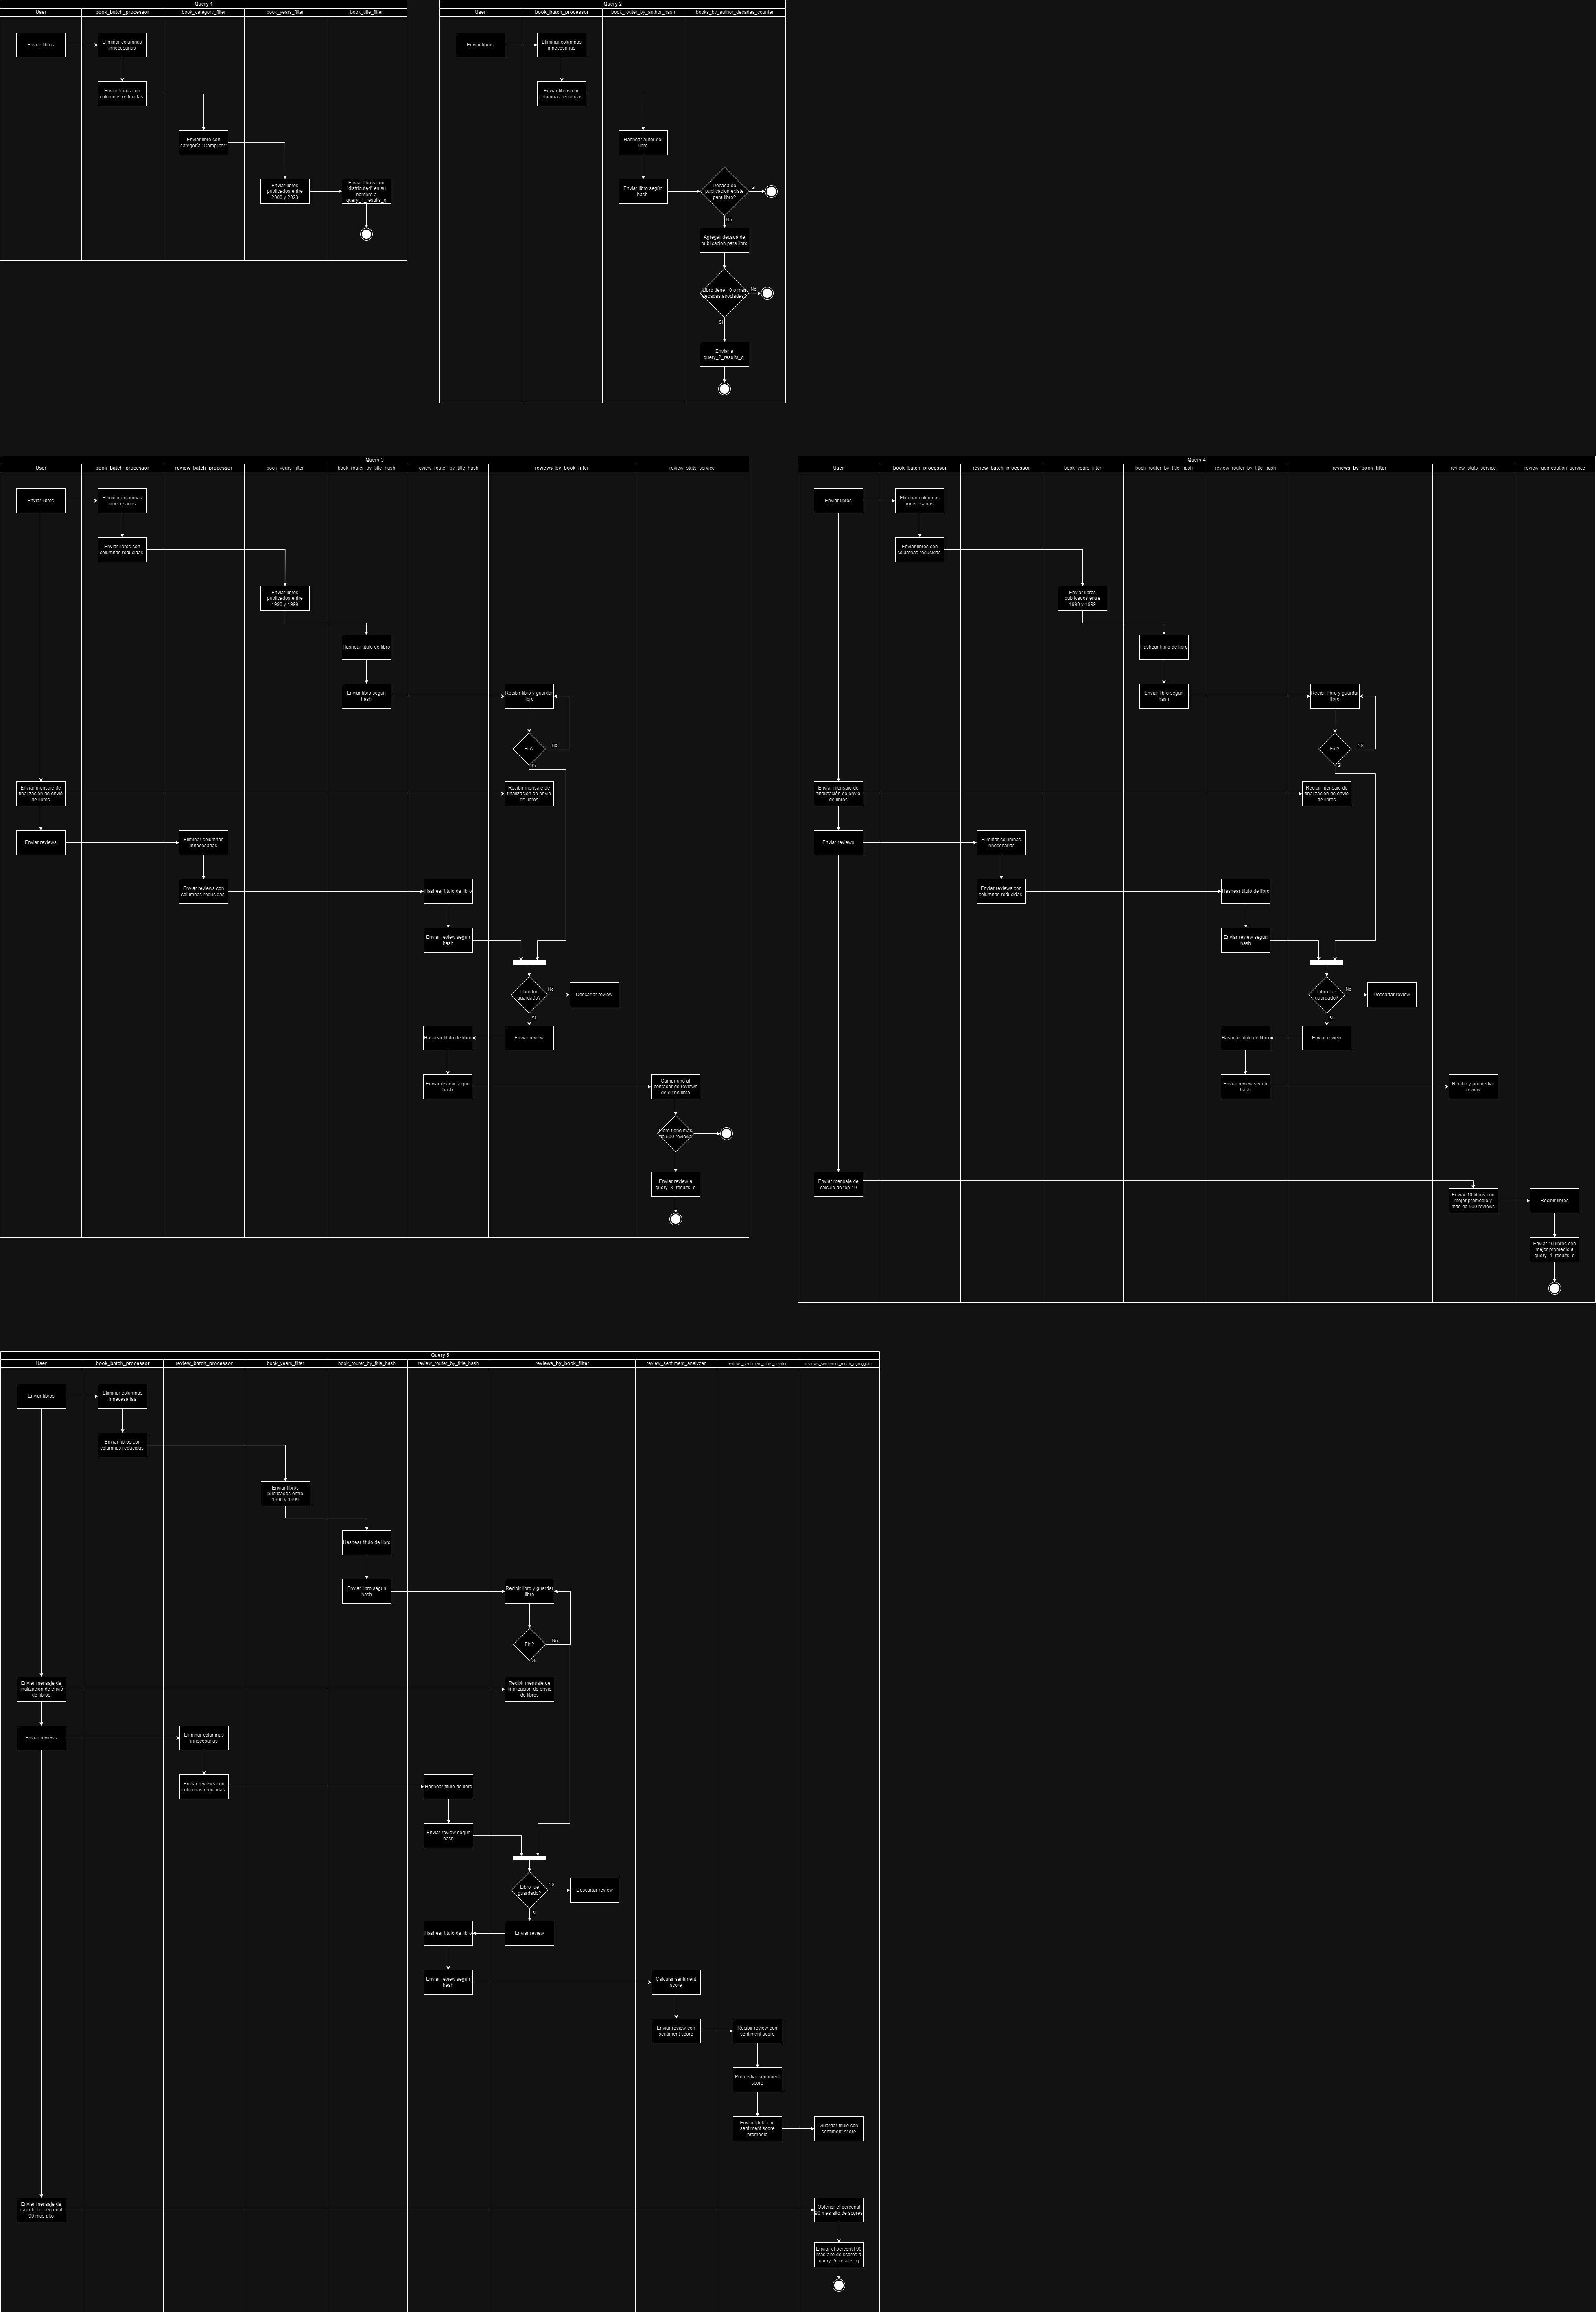 Query 1
User
book_batch_processor
book_category_filter
book_years_filter
book_title_filter
Enviar libros
Eliminar columnas
innecesarias
Enviar libros con
columnas reducidas
Enviar libro con
categoría "Computer"
Enviar libros
publicados entre
2000 y 2023
Enviar libros con
"distributed" en su
nombre a
query_1_results_q
Query 2
User
book_batch_processor
book_router_by_author_hash
books_by_author_decades_counter
Enviar libros
Eliminar columnas
innecesarias
Enviar libros con
columnas reducidas
Hashear autor del
libro
Enviar libro según
hash
Decada de
publicacion existe
para libro?
Si
No
Agregar decada de
publicacion para libro
Libro tiene 10 o mas
decadas asociadas?
No
Si
Enviar a
query_2_results_q
Query 3
User
book_batch_processor
review_batch_processor
book_years_filter
book_router_by_title_hash
review_router_by_title_hash
reviews_by_book_filter
review_stats_service
Enviar libros
Eliminar columnas
innecesarias
Enviar libros con
columnas reducidas
Enviar libros
publicados entre
1990 y 1999
Hashear titulo de libro
Enviar libro segun
hash
Recibir libro y guardar
libro
Fin?
No
Si
Enviar mensaje de
finalización de envió
de libros
Recibir mensaje de
finalizacion de envio
de libros
Enviar reviews
Eliminar columnas
innecesarias
Enviar reviews con
columnas reducidas
Hashear titulo de libro
Enviar review segun
hash
Libro fue
guardado?
No
Descartar review
Si
Hashear titulo de libro
Enviar review
Enviar review segun
hash
Sumar uno al
contador de reviews
de dicho libro
Libro tiene mas
de 500 reviews
Enviar review a
query_3_results_q
Query 4
User
book_batch_processor
review_batch_processor
book_years_filter
book_router_by_title_hash
review_router_by_title_hash
reviews_by_book_filter
review_stats_service
review_aggregation_service
Enviar libros
Eliminar columnas
innecesarias
Enviar libros con
columnas reducidas
Enviar libros
publicados entre
1990 y 1999
Hashear titulo de libro
Enviar libro segun
hash
Recibir libro y guardar
libro
Fin?
No
Si
Enviar mensaje de
finalización de envió
de libros
Recibir mensaje de
finalizacion de envio
de libros
Enviar reviews
Eliminar columnas
innecesarias
Enviar reviews con
columnas reducidas
Hashear titulo de libro
Enviar review segun
hash
Libro fue
guardado?
No
Descartar review
Si
Hashear titulo de libro
Enviar review
Enviar review segun
hash
Recibir y promediar
review
Enviar mensaje de
calculo de top 10
Enviar 10 libros con
mejor promedio y
mas de 500 reviews
Recibir libros
Enviar 10 libros con
mejor promedio a
query_4_results_q
Query 5
User
book_batch_processor
review_batch_processor
book_years_filter
book_router_by_title_hash
review_router_by_title_hash
reviews_by_book_filter
review_sentiment_analyzer
reviews_sentiment_stats_service
reviews_sentiment_mean_agreggator
Enviar libros
Eliminar columnas
innecesarias
Enviar libros con
columnas reducidas
Enviar libros
publicados entre
1990 y 1999
Hashear titulo de libro
Enviar libro segun
hash
Recibir libro y guardar
libro
Fin?
No
Si
Enviar mensaje de
finalización de envió
de libros
Recibir mensaje de
finalizacion de envio
de libros
Enviar reviews
Eliminar columnas
innecesarias
Enviar reviews con
columnas reducidas
Hashear titulo de libro
Enviar review segun
hash
Libro fue
guardado?
No
Descartar review
Si
Hashear titulo de libro
Enviar review
Enviar review segun
hash
Calcular sentiment
score
Enviar review con
sentiment score
Recibir review con
sentiment score
Promediar sentiment
score
Enviar titulo con
sentiment score
promedio
Guardar titulo con
sentiment score
Enviar mensaje de
calculo de percentil
90 mas alto
Obtener el percentil
90 mas alto de scores
Enviar el percentil 90
mas alto de scores a
query_5_results_q